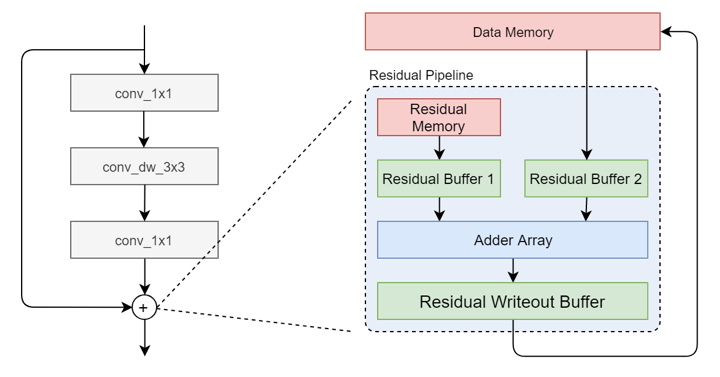 conv_1x1
conv_dw_3x3
conv_1x1
+
Data Memory
Residual Pipeline
Residual
Memory
Residual Buffer 1
Residual Buffer 2
Adder Array
Residual Writeout Buffer